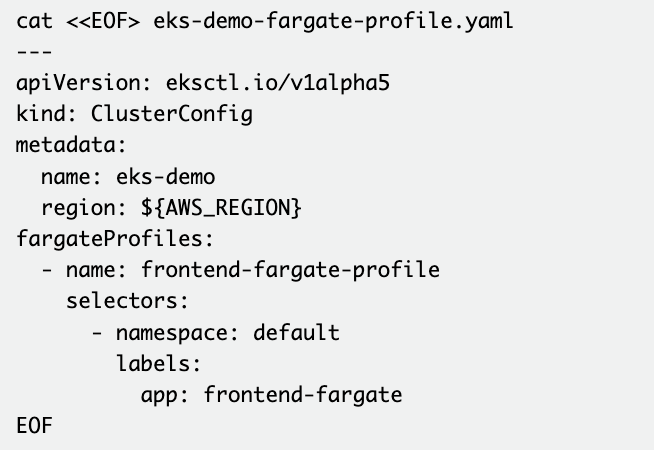 cat <<EOF> eks-demo-fargate-profile.yaml
---
apiVersion: eksctl.io/v1alpha5
kind: ClusterConfig
metadata:
  name: eks-demo
  region: ${AWS_REGION}
fargateProfiles:
  - name: frontend-fargate-profile
    selectors:
      - namespace: default
        labels:
          app: frontend-fargate
EOF